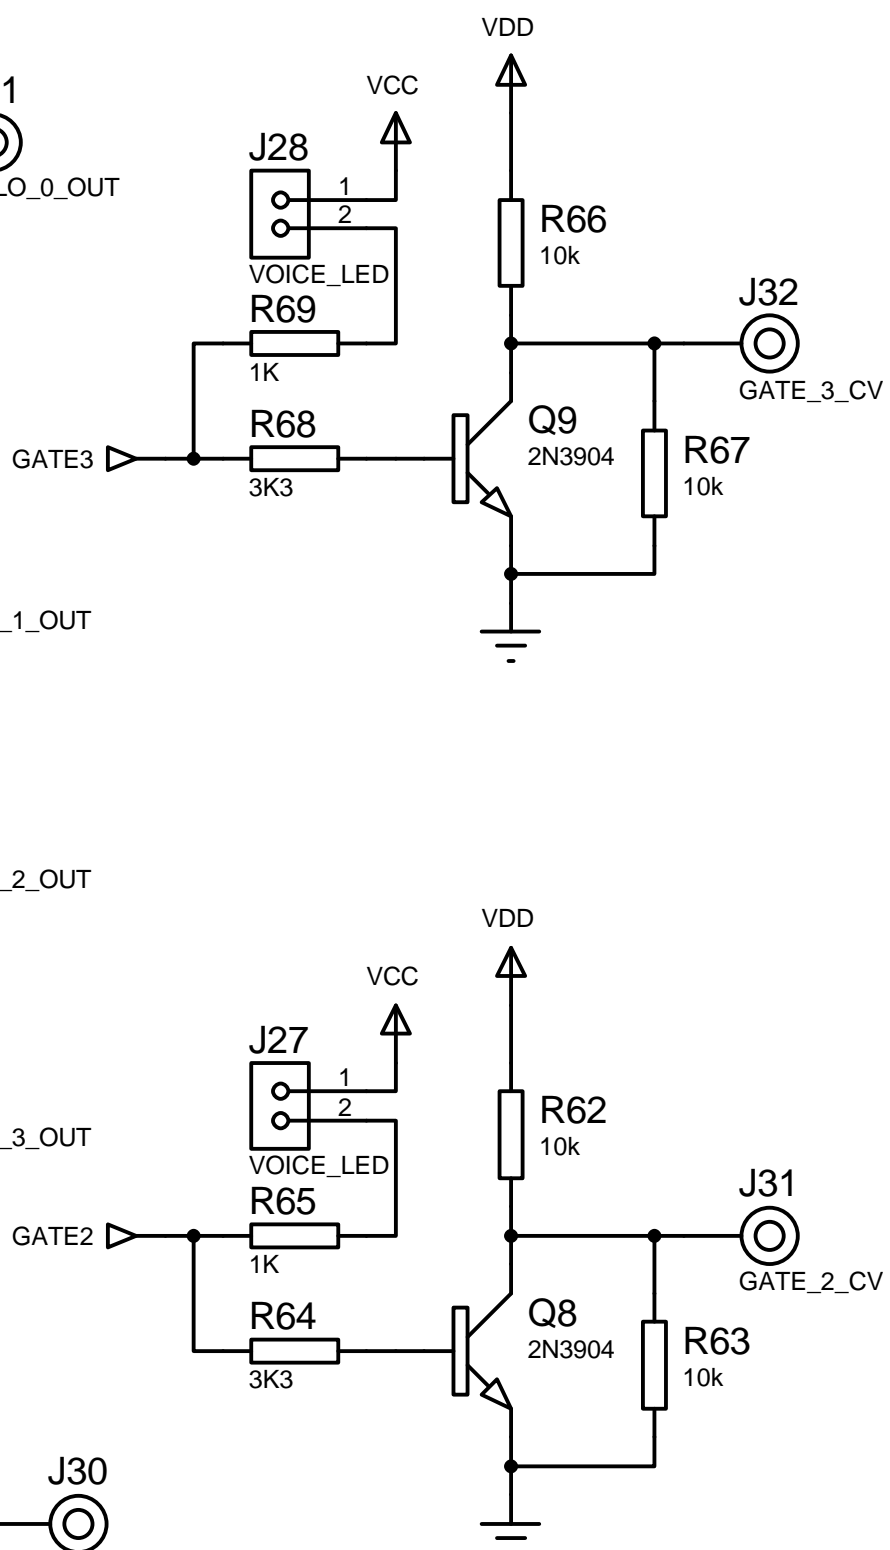 VDD
1
VCC
J28
LO_0_OUT
1
2
R66
10k
VOICE_LED
J32
R69
GATE_3_CV
1K
R68
Q9
2N3904
GATE3
R67
10k
3K3
_1_OUT
_2_OUT
VDD
VCC
J27
1
2
R62
10k
_3_OUT
VOICE_LED
J31
R65
GATE2
1K
GATE_2_CV
R64
Q8
2N3904
R63
10k
3K3
J30